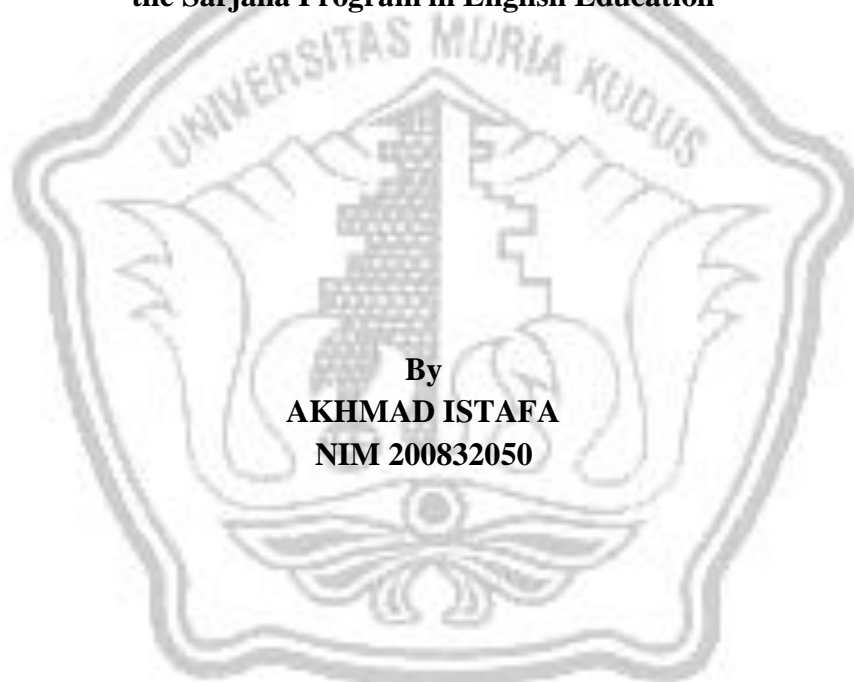 the Sarjana Program in English Education
UNIVERSITAS MURIA KUDUS
By
AKHMAD ISTAFA
NIM 200832050